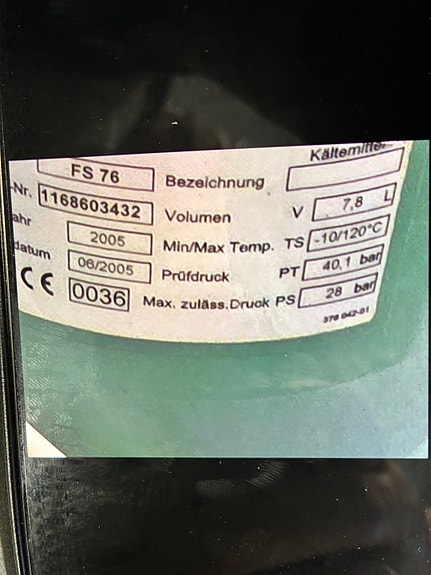 Kältemittel
FS 76 Bezeichnung
-Nr. 1168603432 Volumen V 7,8 L
ahr 2005 Min/Max Temp. TS -10/120°C
datum 06/2005 Prüfdruck PT 40,1 bar
CE 0036 Max. zuläss.Druck PS 28 bar
378 042-01